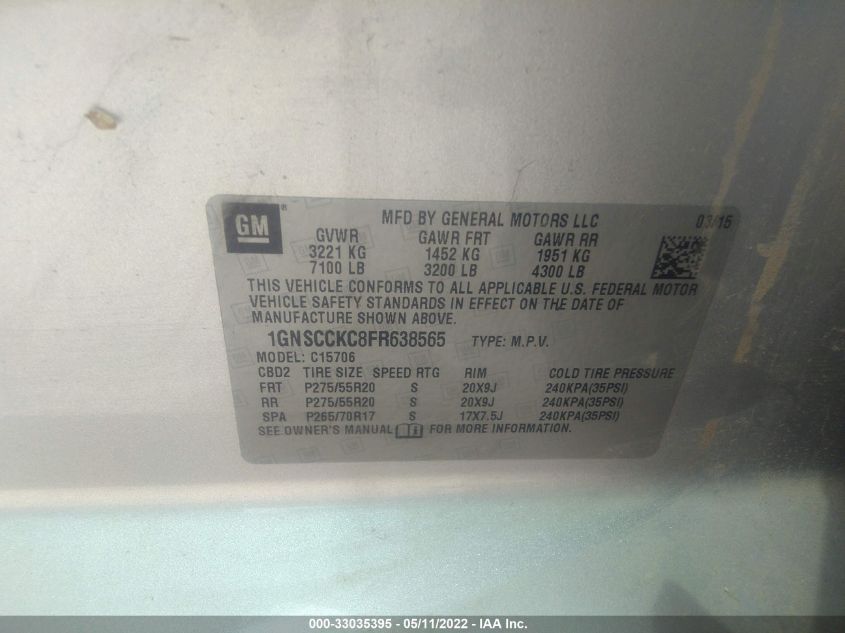 GM® MFD BY GENERAL MOTORS LLC 03/15
GVWR GAWR FRT GAWR RR
3221 KG 1452 KG 1951 KG
7100 LB 3200 LB 4300 LB
THIS VEHICLE CONFORMS TO ALL APPLICABLE U.S. FEDERAL MOTOR
VEHICLE SAFETY STANDARDS IN EFFECT ON THE DATE OF
MANUFACTURE SHOWN ABOVE.
1GNSCCKC8FR638565 TYPE: M.P.V.
MODEL: C15706
CBD2 TIRE SIZE SPEED RTG RIM COLD TIRE PRESSURE
FRT P275/55R20 S 20X9J 240KPA(35PSI)
RR P275/55R20 S 20X9J 240KPA(35PSI)
SPA P265/70R17 S 17X7.5J 240KPA(35PSI)
SEE OWNER'S MANUAL FOR MORE INFORMATION.
000-33035395 - 05/11/2022 - IAA Inc.